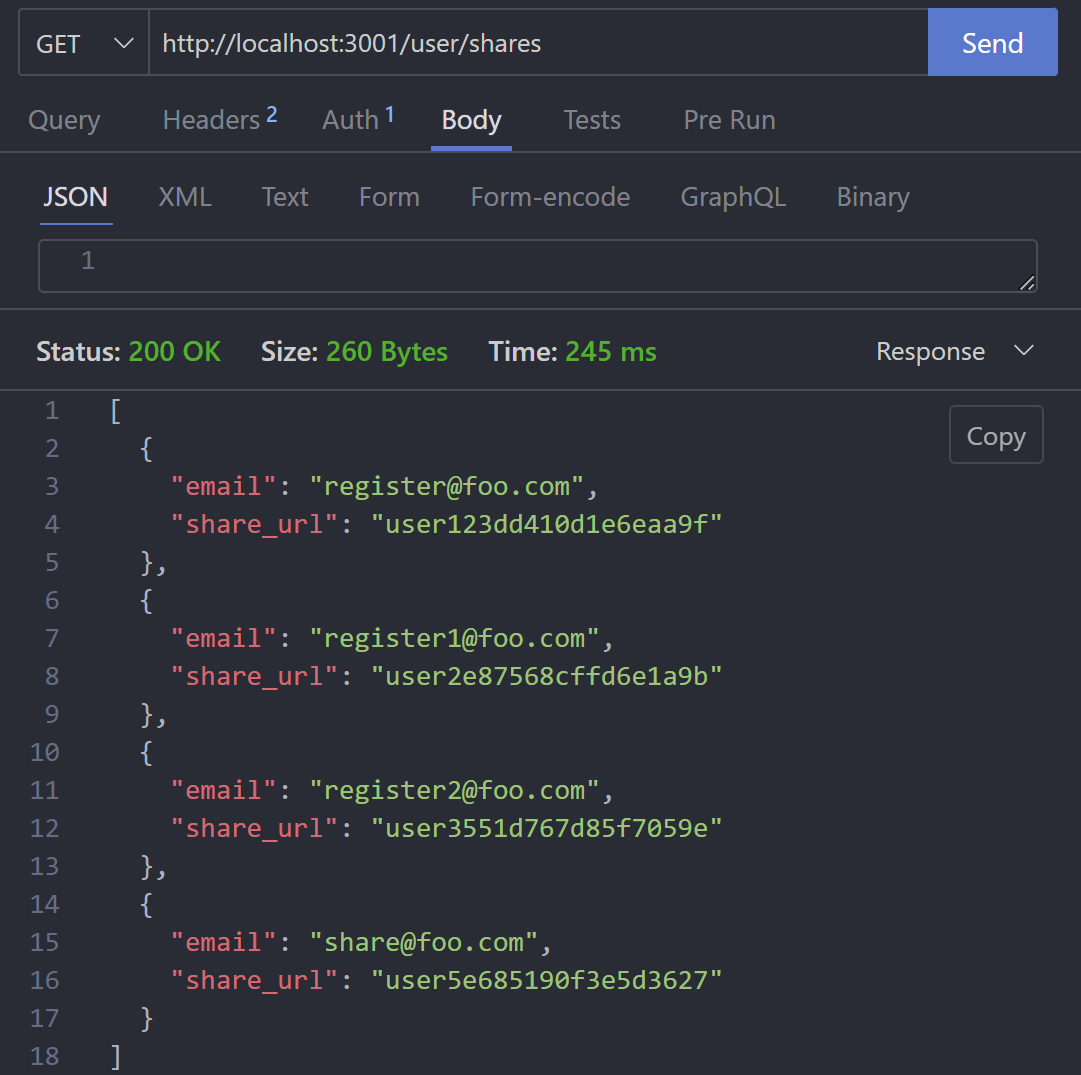 GET http://localhost:3001/user/shares Send
Query Headers 2 Auth 1 Body Tests Pre Run
JSON XML Text Form Form-encode GraphQL Binary
1
Status: 200 OK Size: 260 Bytes Time: 245 ms Response
Copy
1 [
2 {
3 "email": "register@foo.com",
4 "share_url": "user123dd410d1e6eaa9f"
5 },
6 {
7 "email": "register1@foo.com",
8 "share_url": "user2e87568cffd6e1a9b"
9 },
10 {
11 "email": "register2@foo.com",
12 "share_url": "user3551d767d85f7059e"
13 },
14 {
15 "email": "share@foo.com",
16 "share_url": "user5e685190f3e5d3627"
17 }
18 ]